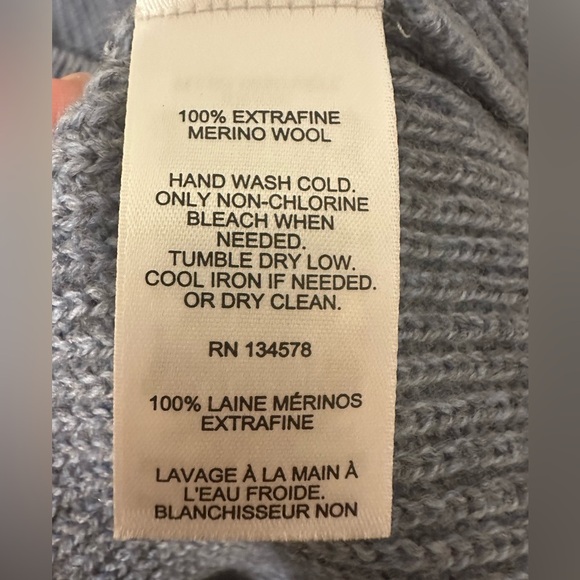 100% EXTRAFINE
MERINO WOOL
HAND WASH COLD.
ONLY NON-CHLORINE
BLEACH WHEN
NEEDED.
TUMBLE DRY LOW.
COOL IRON IF NEEDED.
OR DRY CLEAN.
RN 134578
100% LAINE MÉRINOS
EXTRAFINE
LAVAGE À LA MAIN À
L'EAU FROIDE.
BLANCHISSEUR NON